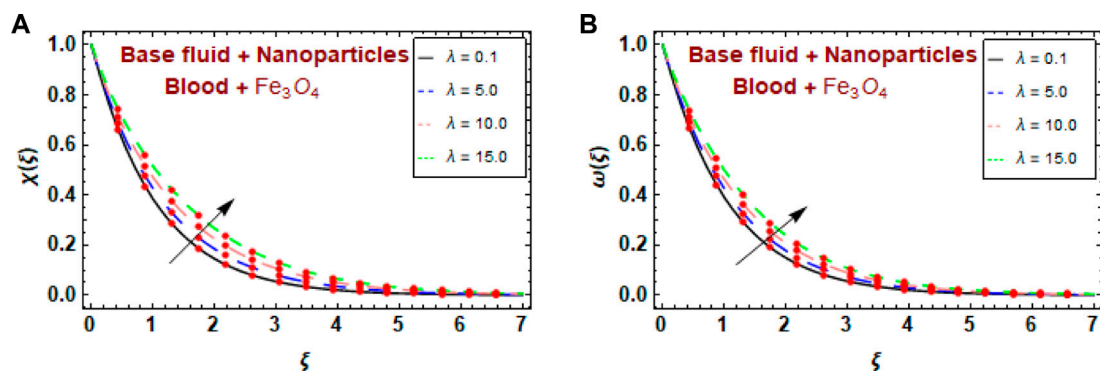 A
Base fluid + Nanoparticles
Blood + Fe₃O₄
λ = 0.1
λ = 5.0
λ = 10.0
λ = 15.0
χ(ξ)
1.0
0.8
0.6
0.4
0.2
0.0
0 1 2 3 4 5 6 7
ξ
B
Base fluid + Nanoparticles
Blood + Fe₃O₄
λ = 0.1
λ = 5.0
λ = 10.0
λ = 15.0
ω(ξ)
1.0
0.8
0.6
0.4
0.2
0.0
0 1 2 3 4 5 6 7
ξ